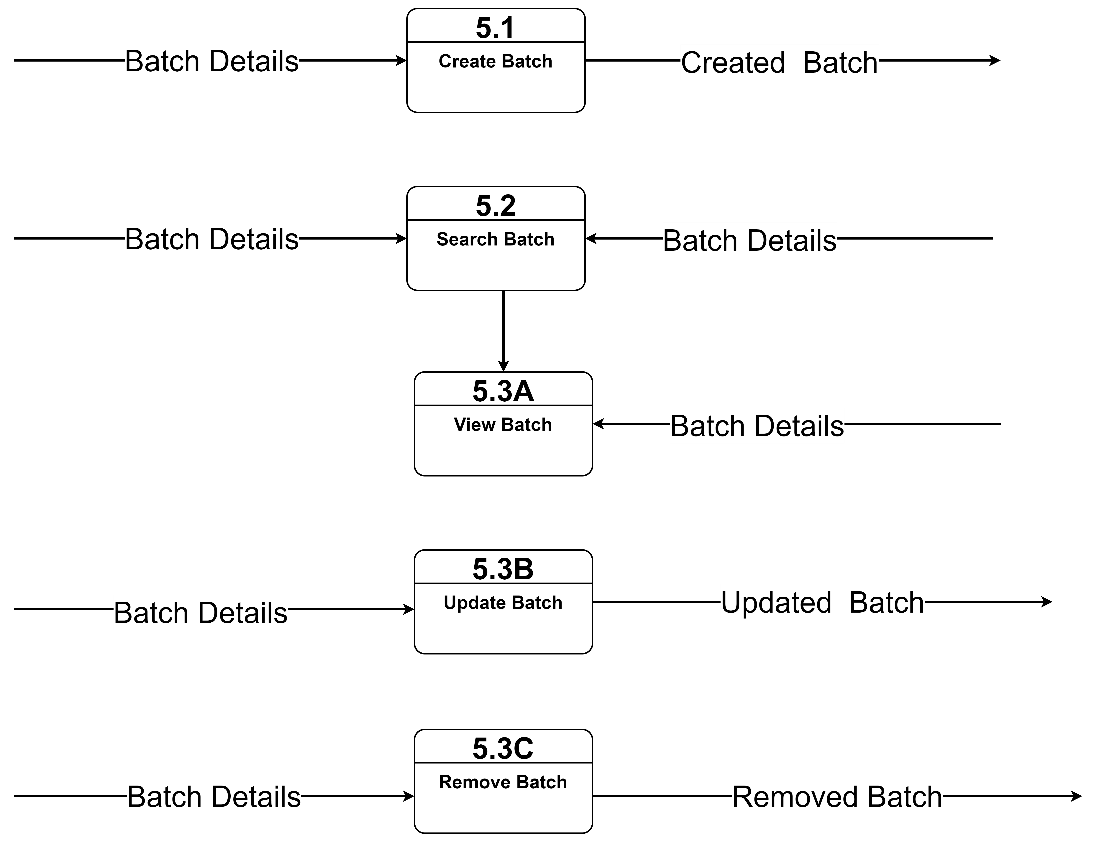 5.1
Batch Details
Create Batch
Created  Batch
5.2
Batch Details
Search Batch
Batch Details
5.3A
View Batch
Batch Details
5.3B
Batch Details
Update Batch
Updated  Batch
5.3C
Batch Details
Remove Batch
Removed Batch